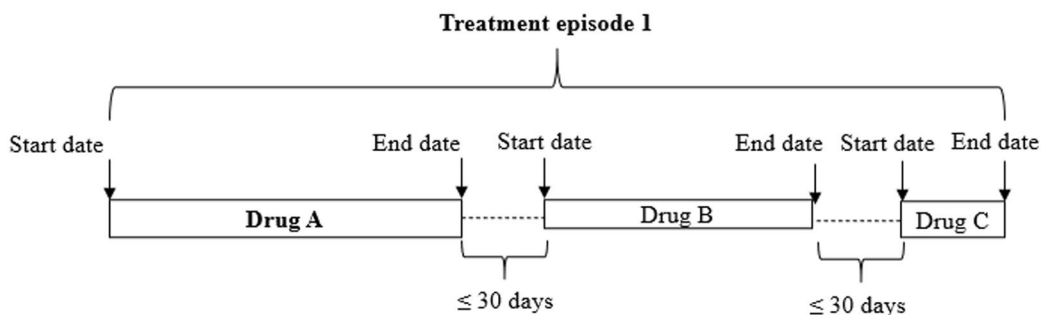 Treatment episode 1
Start date
End date
Start date
End date
Start date
End date
Drug A
Drug B
Drug C
≤ 30 days
≤ 30 days